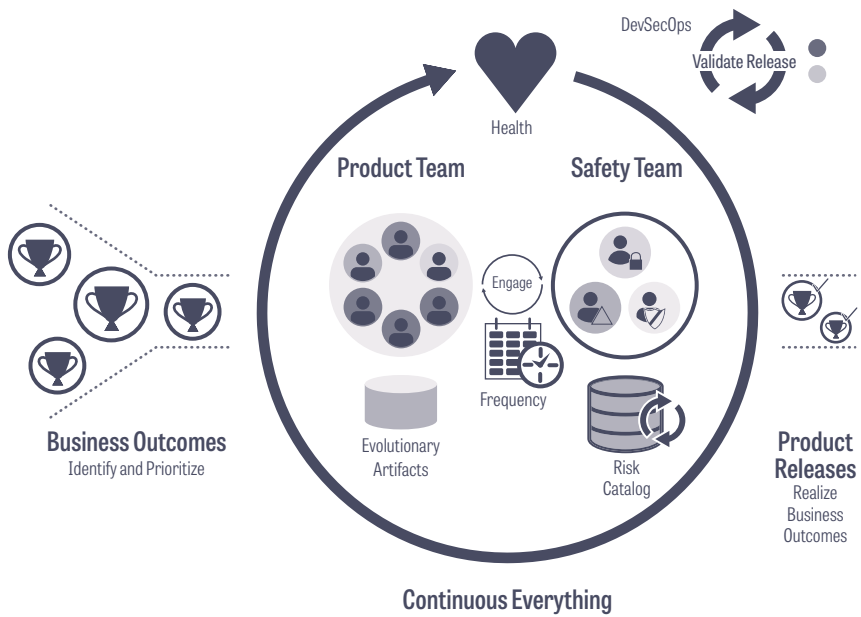 DevSecOps
Validate Release
Health
Product Team
Safety Team
Engage
Frequency
Evolutionary
Artifacts
Risk
Catalog
Business Outcomes
Identify and Prioritize
Product
Releases
Realize
Business
Outcomes
Continuous Everything